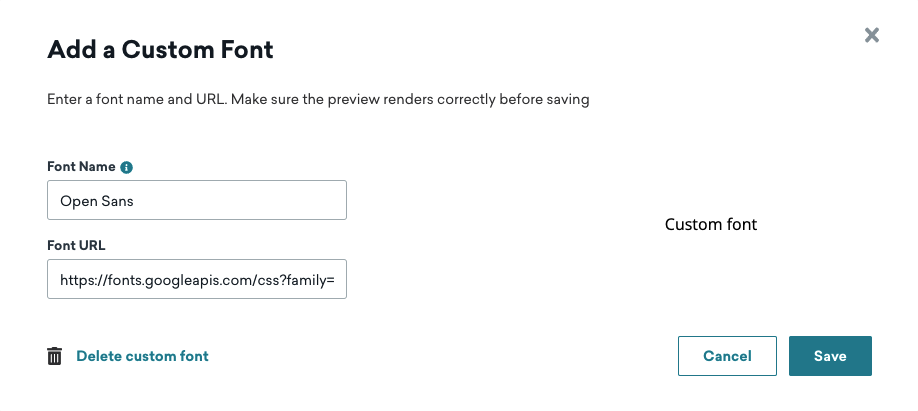 Add a Custom Font
Enter a font name and URL. Make sure the preview renders correctly before saving
Font Name
Open Sans
Custom font
Font URL
https://fonts.googleapis.com/css?family=
Delete custom font
Cancel
Save